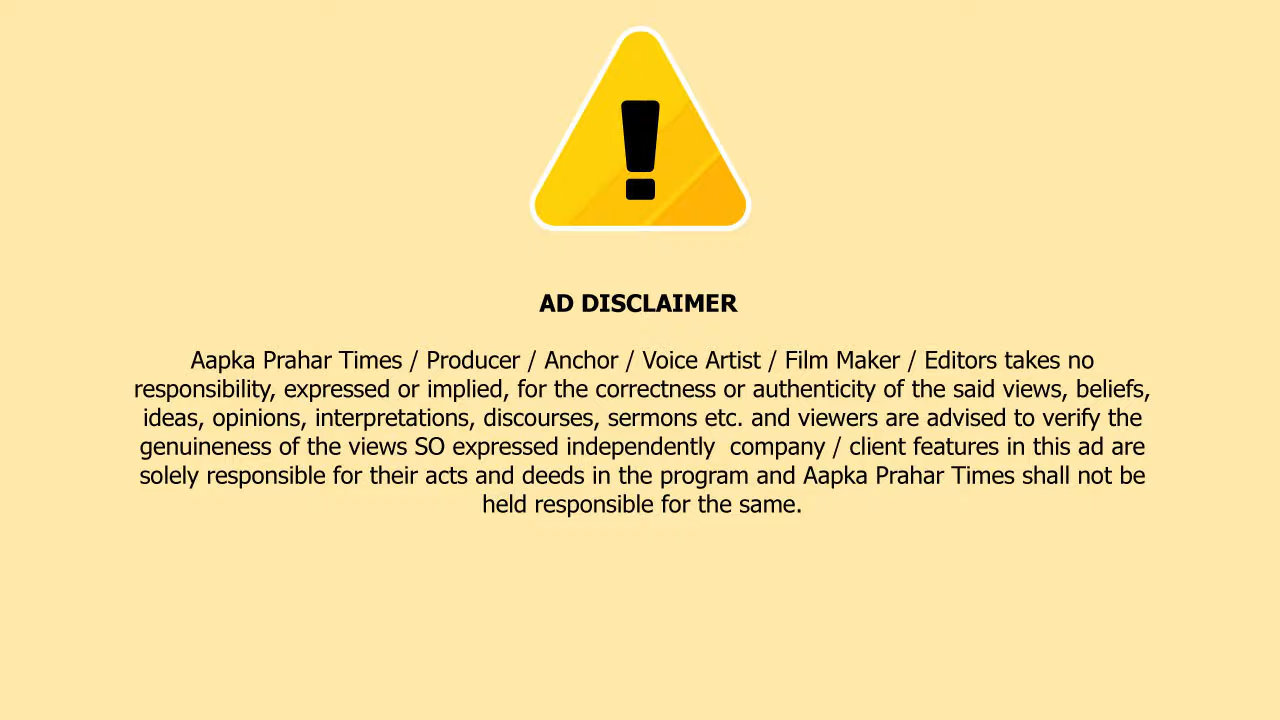 AD DISCLAIMER
Aapka Prahar Times / Producer / Anchor / Voice Artist / Film Maker / Editors takes no
responsibility, expressed or implied, for the correctness or authenticity of the said views, beliefs,
ideas, opinions, interpretations, discourses, sermons etc. and viewers are advised to verify the
genuineness of the views SO expressed independently  company / client features in this ad are
solely responsible for their acts and deeds in the program and Aapka Prahar Times shall not be
held responsible for the same.